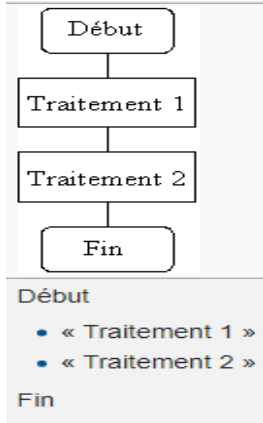 Début
Traitement 1
Traitement 2
Fin
Début
• « Traitement 1 »
• « Traitement 2 »
Fin